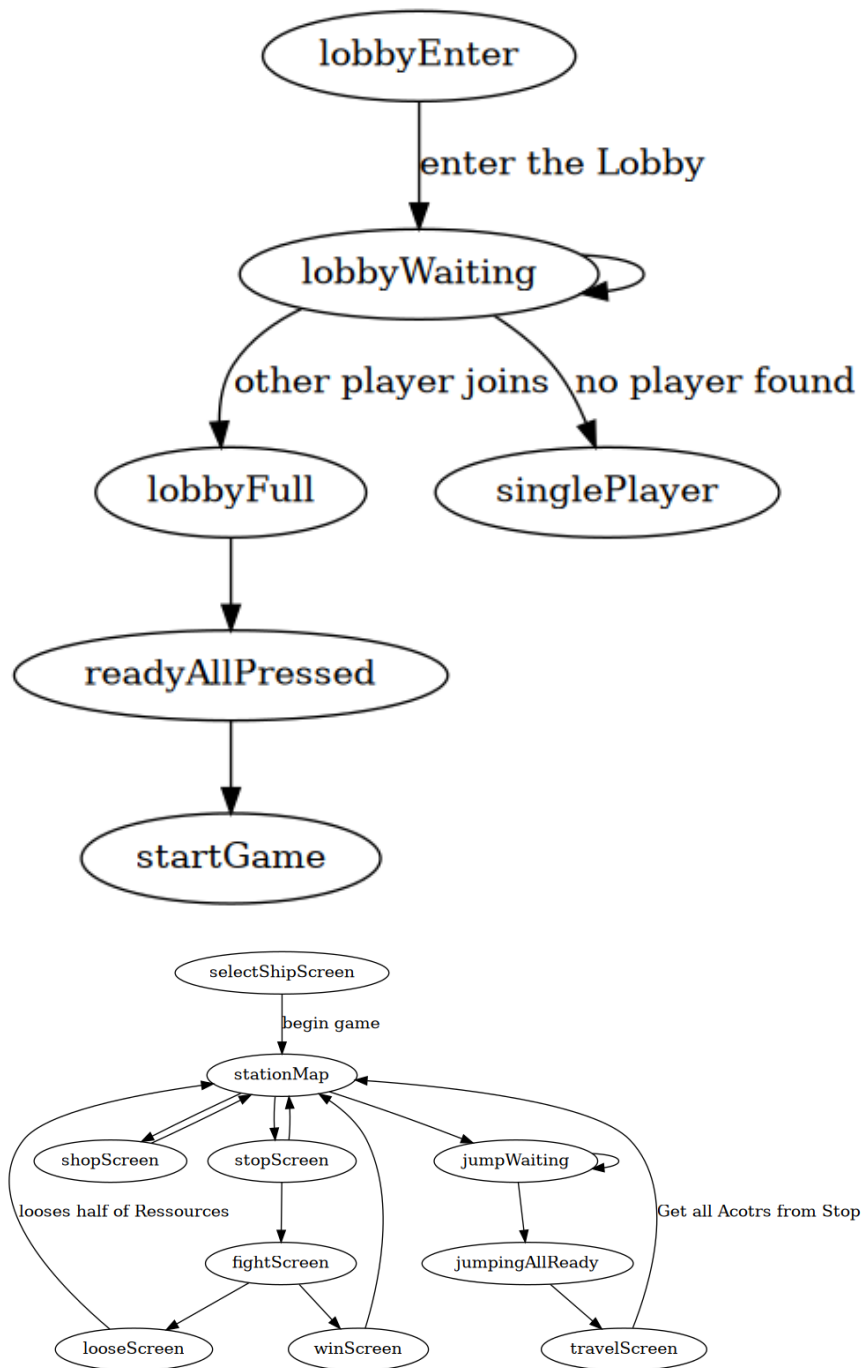 lobbyEnter
enter the Lobby
lobbyWaiting
other player joins
no player found
lobbyFull
singlePlayer
readyAllPressed
startGame
selectShipScreen
begin game
stationMap
shopScreen
stopScreen
jumpWaiting
looses half of Ressources
Get all Acotrs from Stop
fightScreen
jumpingAllReady
looseScreen
winScreen
travelScreen